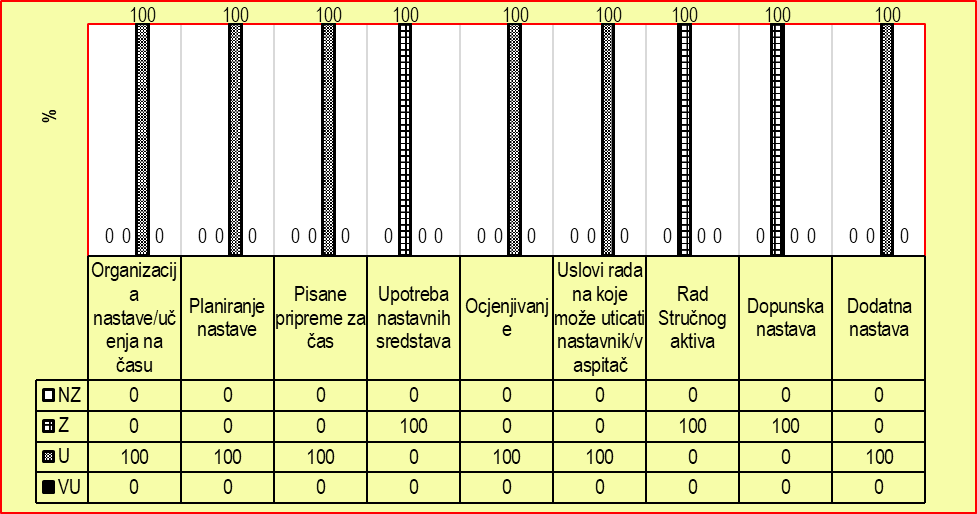 100 100 100 100 100 100 100 100 100
%
0 0 0 0 0 0 0 0 0 0 0 0 0 0 0 0 0 0 0 0 0 0 0 0 0 0 0
Organizacij
a
nastave/uč
enja na
času
Planiranje
nastave
Pisane
pripreme za
čas
Upotreba
nastavnih
sredstava
Ocjenjivanj
e
Uslovi rada
na koje
može uticati
nastavnik/v
aspitač
Rad
Stručnog
aktiva
Dopunska
nastava
Dodatna
nastava
NZ 0 0 0 0 0 0 0 0 0
Z 0 0 0 100 0 0 100 100 0
U 100 100 100 0 100 100 0 0 100
VU 0 0 0 0 0 0 0 0 0